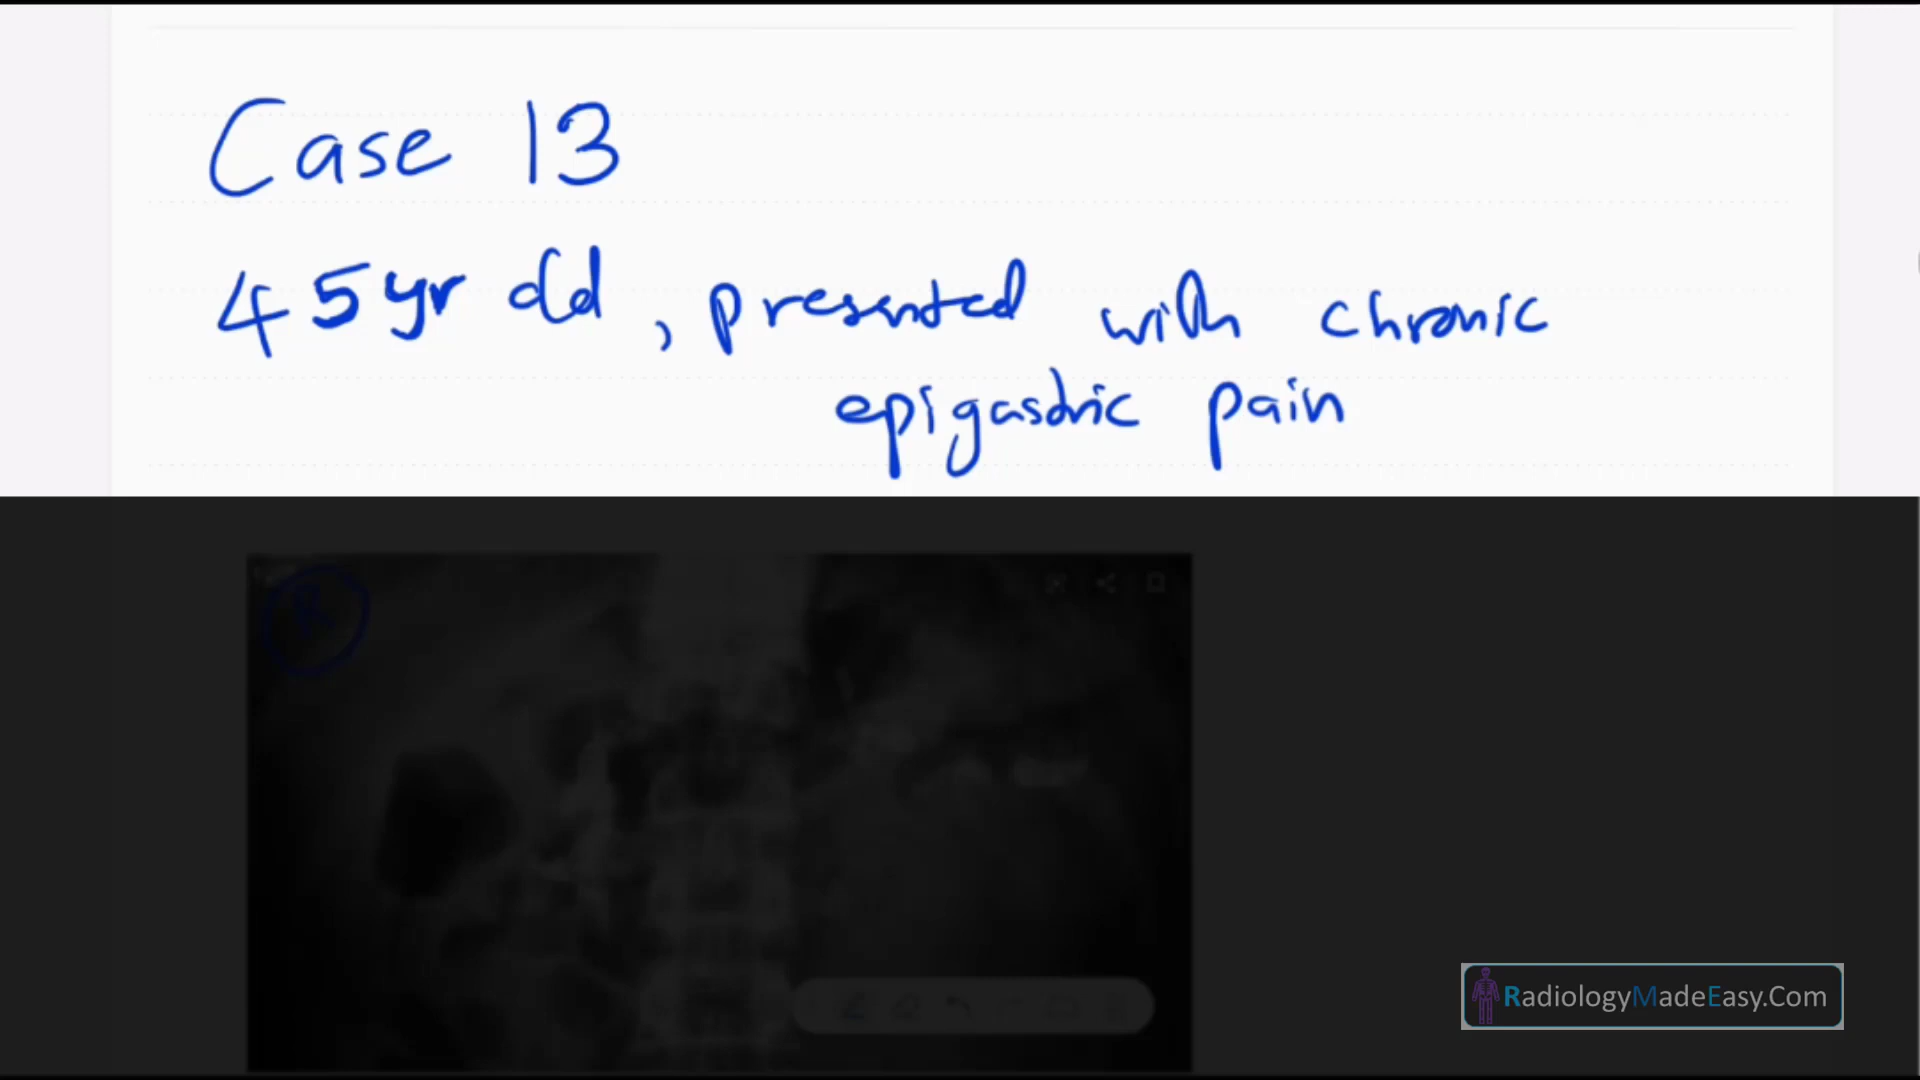 Case 13
45yr old, presented with chronic
epigastric pain
R
RadiologyMadeEasy.Com